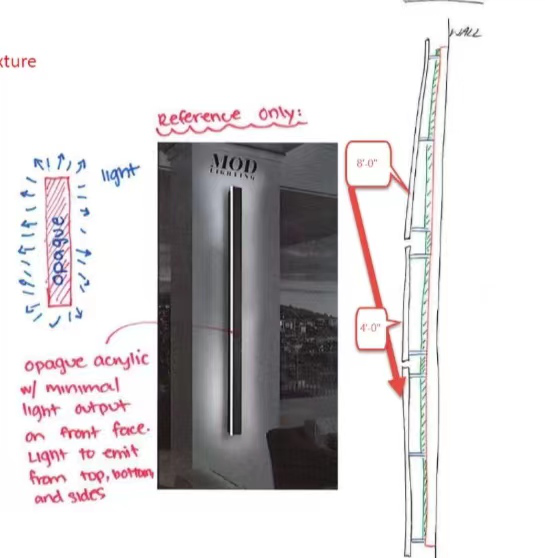 WALL
xture
Reference Only:
MOD
LIGHTING
8'-0"
light
opaque
4'-0"
opaque acrylic
w/ minimal
light output
on front face.
Light to emit
from top, bottom,
and sides